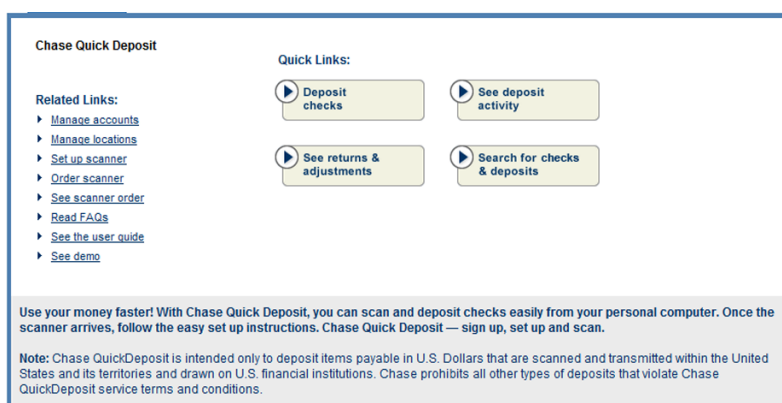 Chase Quick Deposit
Related Links:
Manage accounts
Manage locations
Set up scanner
Order scanner
See scanner order
Read FAQs
See the user guide
See demo
Quick Links:
Deposit
checks
See deposit
activity
See returns &
adjustments
Search for checks
& deposits
Use your money faster! With Chase Quick Deposit, you can scan and deposit checks easily from your personal computer. Once the
scanner arrives, follow the easy set up instructions. Chase Quick Deposit — sign up, set up and scan.
Note: Chase QuickDeposit is intended only to deposit items payable in U.S. Dollars that are scanned and transmitted within the United
States and its territories and drawn on U.S. financial institutions. Chase prohibits all other types of deposits that violate Chase
QuickDeposit service terms and conditions.